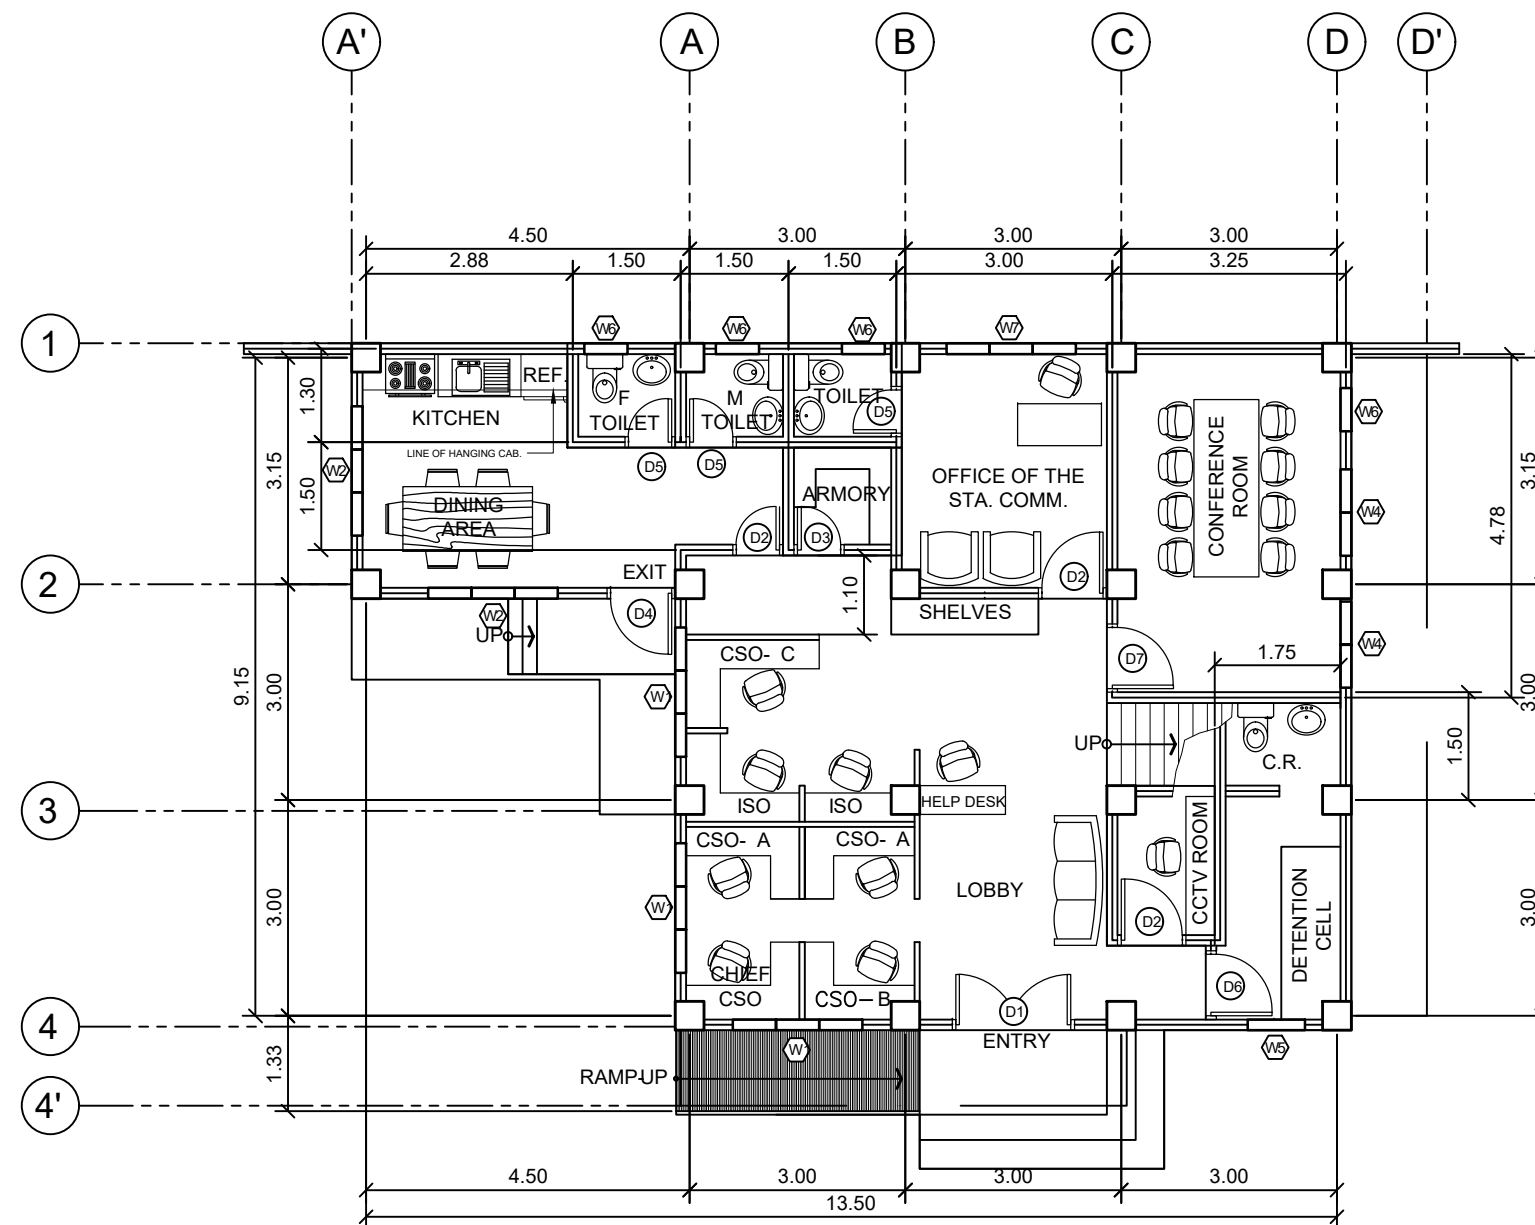 A'
A
B
C
D
D'
4.50
3.00
3.00
3.00
2.88
1.50
1.50
1.50
3.00
3.25
1
W6
W6
W6
W7
REF.
KITCHEN
F
TOILET
M
TOILET
TOILET
D5
W6
1.30
LINE OF HANGING CAB.
D5
D5
W2
3.15
1.50
DINING
AREA
ARMORY
OFFICE OF THE
STA. COMM.
CONFERENCE
ROOM
W4
4.78
3.15
D2
D3
2
EXIT
D2
1.10
D4
W2
UP
SHELVES
W4
CSO- C
D7
1.75
9.15
3.00
3.00
UP
C.R.
1.50
3
ISO
ISO
HELP DESK
CSO- A
CSO- A
LOBBY
CCTV ROOM
DETENTION
CELL
3.00
3.00
D2
CHIEF
CSO
CSO-B
D6
D1
4
ENTRY
W5
1.33
RAMP-UP
4'
4.50
3.00
3.00
3.00
13.50